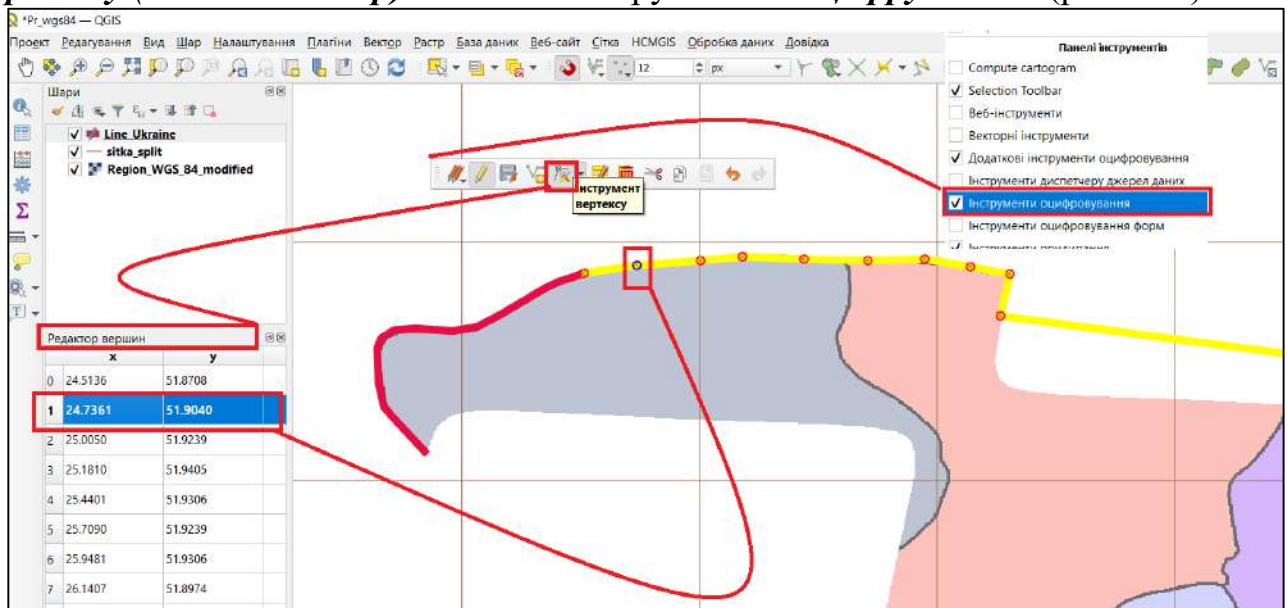 *Pr_wgs84 — QGIS
Проект Редагування Вид Шар Налаштування Плагіни Вектор Растр База даних Веб-сайт Сітка HCMGIS Обробка даних Довідка
12 px
Панелі інструментів
Compute cartogram
Selection Toolbar
Веб-інструменти
Векторні інструменти
Додаткові інструменти оцифровування
Інструменти диспетчеру джерел даних
Інструменти оцифровування
Інструменти оцифровування форм
Інструменти прилипання
Шари
Line_Ukraine
sitka_split
Region_WGS_84_modified
Інструмент
вертексу
Редактор вершин
x y
0 24.5136 51.8708
1 24.7361 51.9040
2 25.0050 51.9239
3 25.1810 51.9405
4 25.4401 51.9306
5 25.7090 51.9239
6 25.9481 51.9306
7 26.1407 51.8974